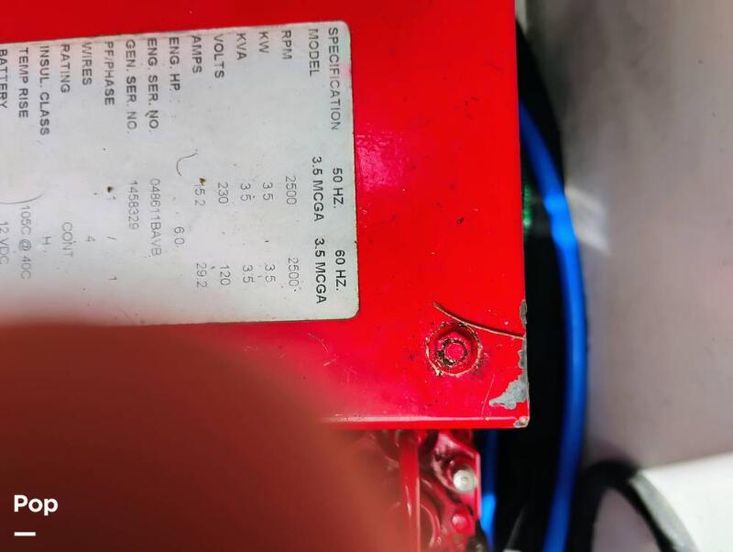 SPECIFICATION 50 HZ. 60 HZ.
MODEL 3.5 MCGA 3.5 MCGA
RPM 2500 2500
KW 3.5 3.5
KVA 3.5 3.5
VOLTS 230 120
AMPS 15.2 29.2
ENG. HP. 6.0
ENG. SER. NO. 048611BAVB
GEN. SER. NO. 1458329
PF/PHASE 1 / 1
WIRES 4
RATING CONT
INSUL. CLASS H
TEMP RISE 105C @ 40C
BATTERY 12 VDC
Pop